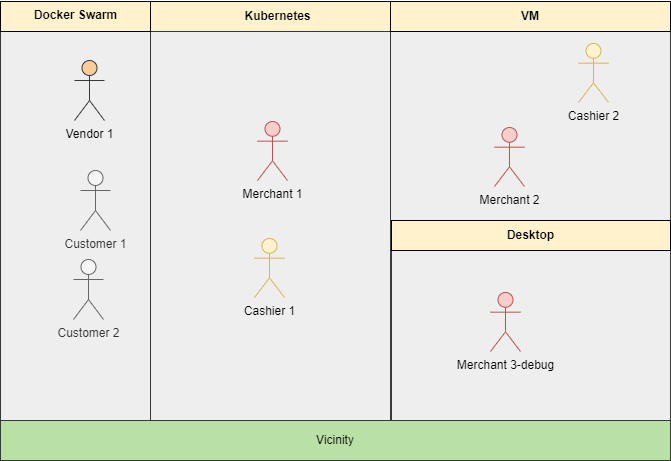 Docker Swarm
Kubernetes
VM
Vendor 1
Customer 1
Customer 2
Merchant 1
Cashier 1
Cashier 2
Merchant 2
Desktop
Merchant 3-debug
Vicinity